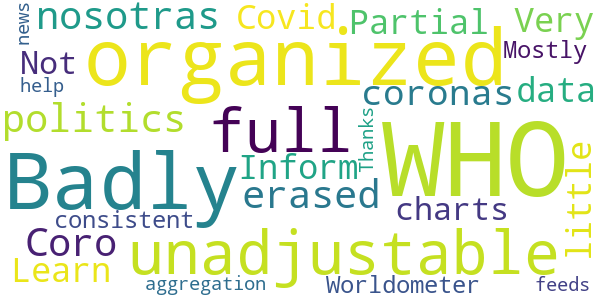 news
nosotras
Covid
Partial
Very
organized
Mostly
Not
help
coronas
data
politics
full
Thanks
WHO
Badly
Inform
erased
little
consistent
charts
Coro
unadjustable
Learn
aggregation
Worldometer
feeds